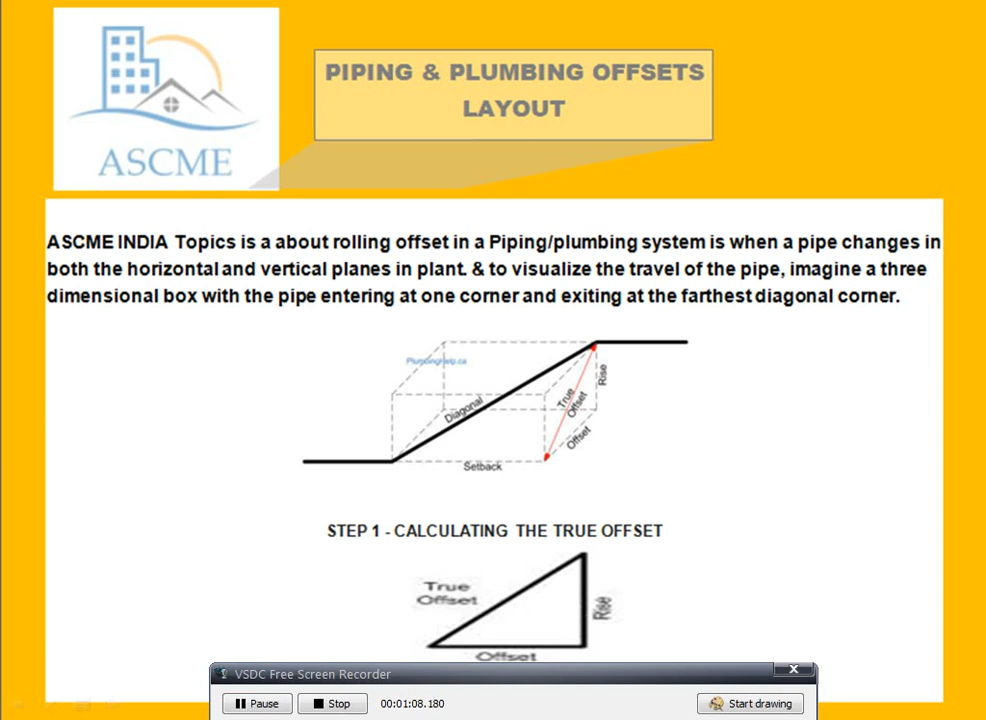 PIPING & PLUMBING OFFSETS
LAYOUT
ASCME
ASCME INDIA Topics is a about rolling offset in a Piping/plumbing system is when a pipe changes in
both the horizontal and vertical planes in plant. & to visualize the travel of the pipe, imagine a three
dimensional box with the pipe entering at one corner and exiting at the farthest diagonal corner.
PlumbingHelp.ca
Rise
True
Offset
Diagonal
Offset
Setback
STEP 1 - CALCULATING THE TRUE OFFSET
True
Offset
Rise
Offset
VSDC Free Screen Recorder
Pause
Stop
00:01:08.180
Start drawing